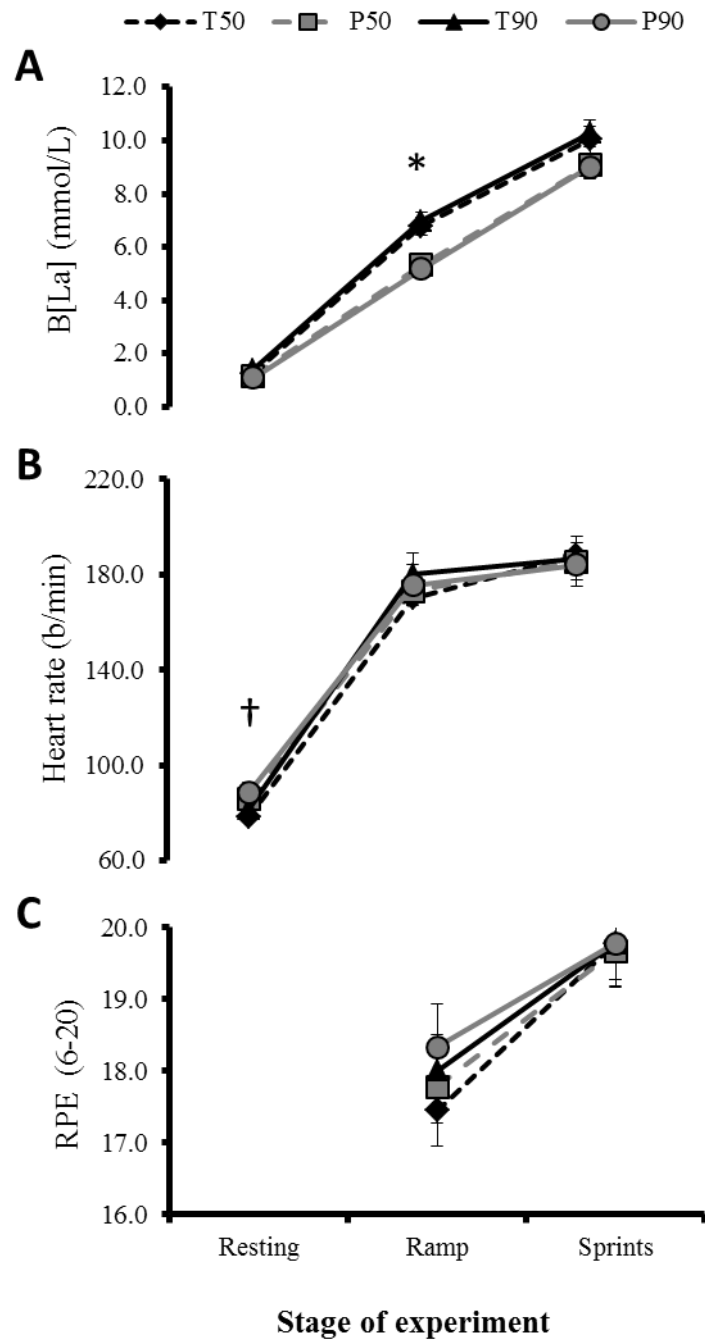 T50 P50 T90 P90
A
12.0
10.0
8.0
6.0
4.0
2.0
0.0
B[La] (mmol/L)
*
B
220.0
180.0
140.0
100.0
60.0
Heart rate (b/min)
†
C
20.0
19.0
18.0
17.0
16.0
RPE (6-20)
Resting Ramp Sprints
Stage of experiment